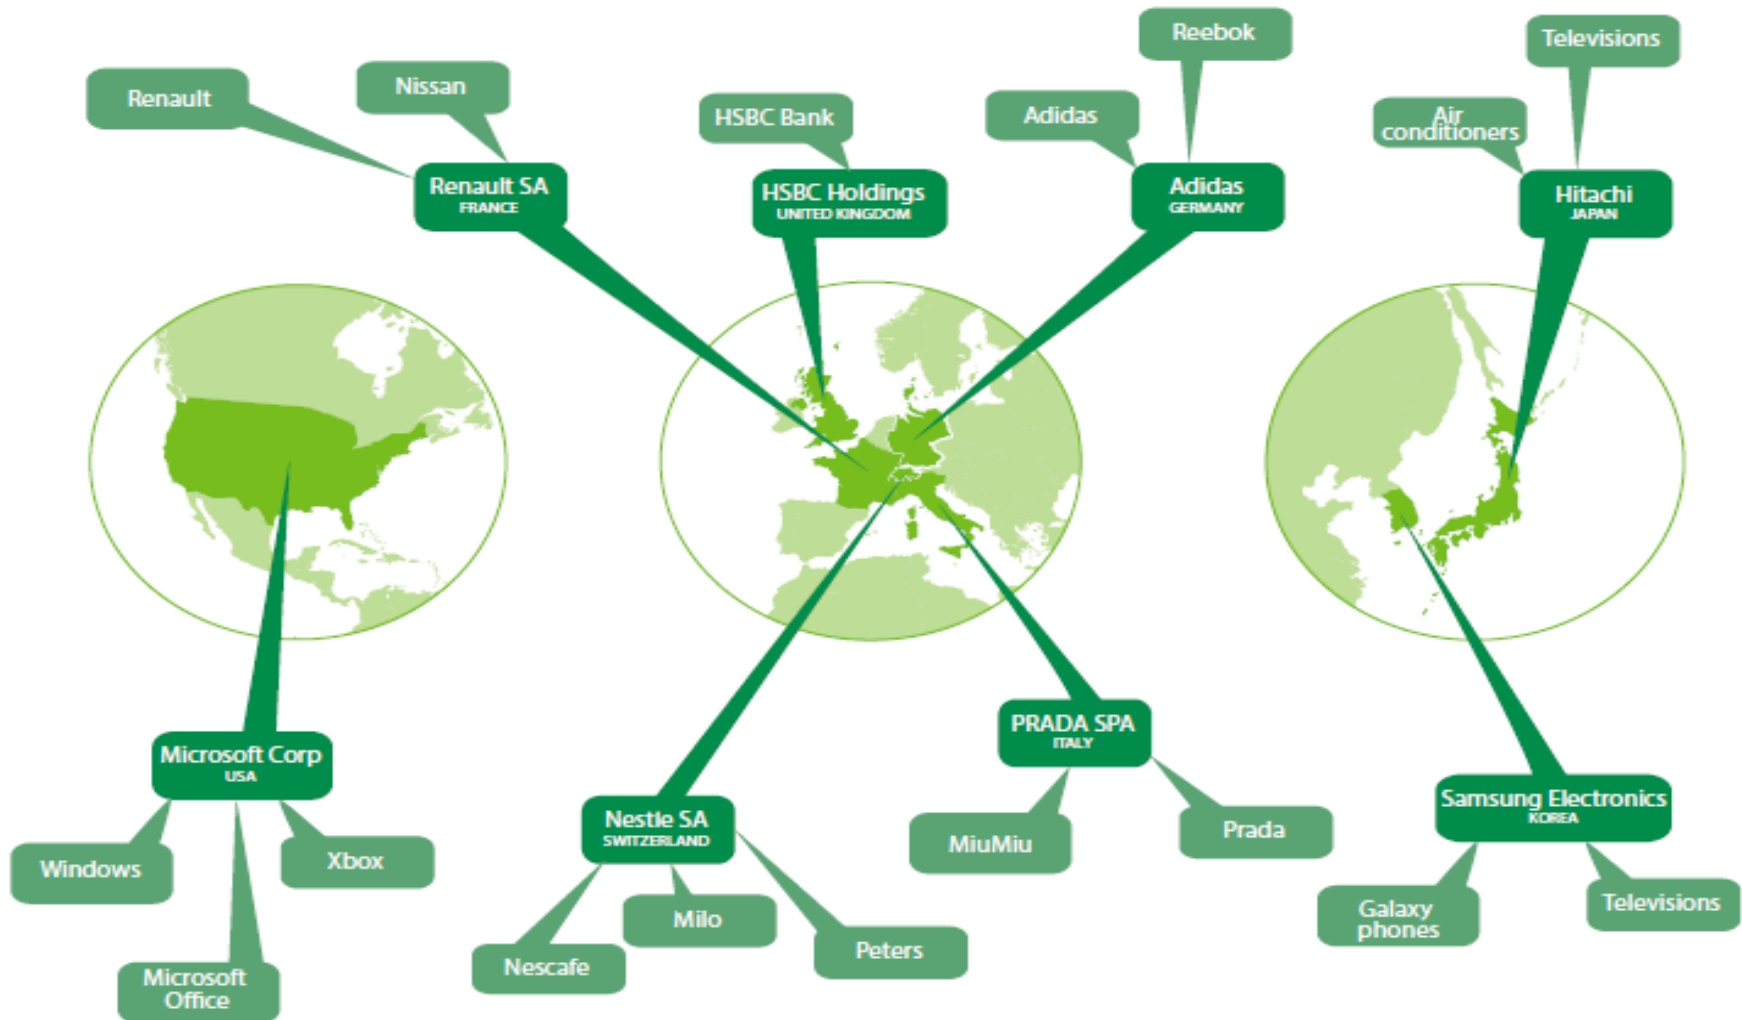 Reebok
Televisions
Renault
Nissan
HSBC Bank
Adidas
Air
conditioners
Renault SA
FRANCE
HSBC Holdings
UNITED KINGDOM
Adidas
GERMANY
Hitachi
JAPAN
PRADA SPA
ITALY
Microsoft Corp
USA
Nestle SA
SWITZERLAND
Samsung Electronics
KOREA
Windows
Xbox
MiuMiu
Prada
Milo
Galaxy
phones
Televisions
Nescafe
Peters
Microsoft
Office